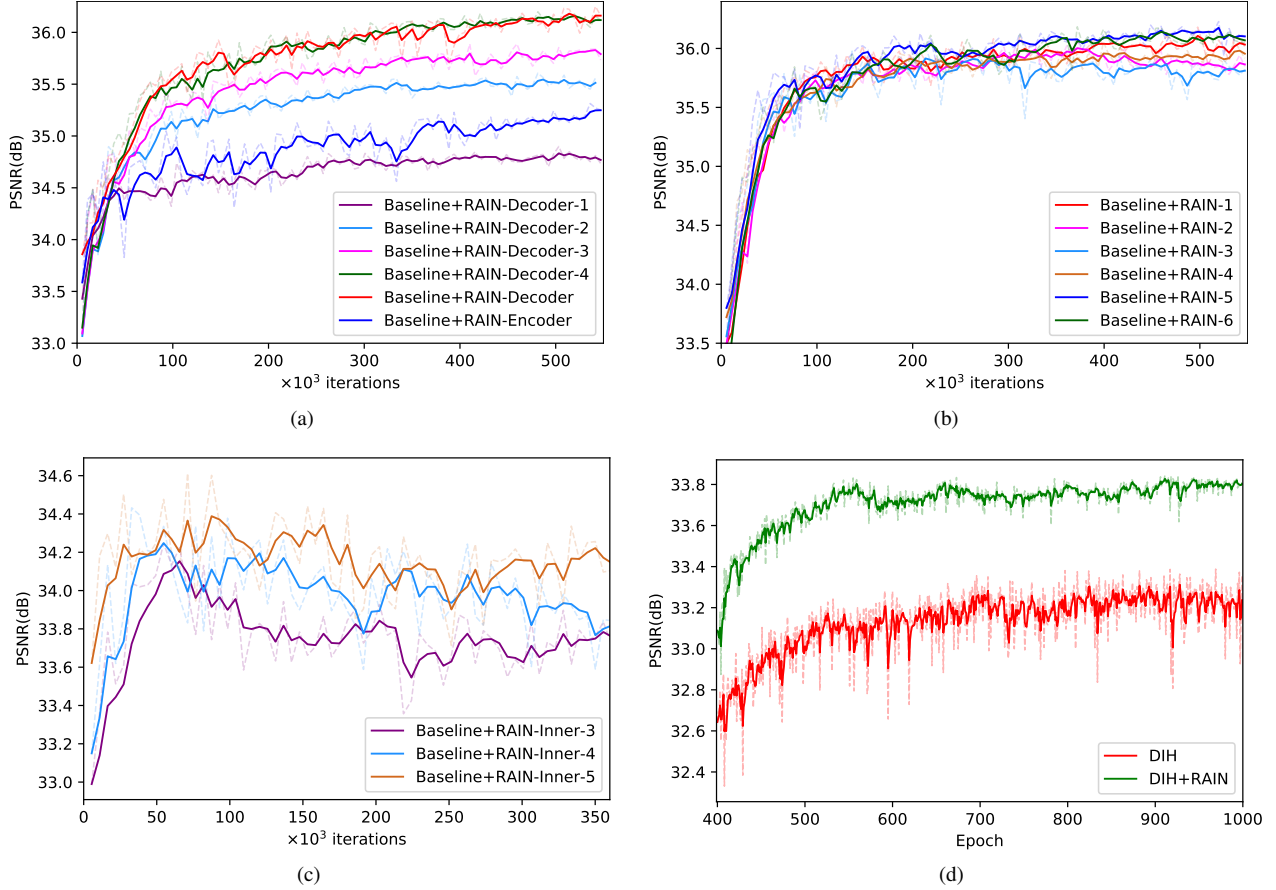 PSNR(dB)
36.0
35.5
35.0
34.5
34.0
33.5
33.0
0 100 200 300 400 500
×10³ iterations
Baseline+RAIN-Decoder-1
Baseline+RAIN-Decoder-2
Baseline+RAIN-Decoder-3
Baseline+RAIN-Decoder-4
Baseline+RAIN-Decoder
Baseline+RAIN-Encoder
(a)
PSNR(dB)
36.0
35.5
35.0
34.5
34.0
33.5
0 100 200 300 400 500
×10³ iterations
Baseline+RAIN-1
Baseline+RAIN-2
Baseline+RAIN-3
Baseline+RAIN-4
Baseline+RAIN-5
Baseline+RAIN-6
(b)
PSNR(dB)
34.6
34.4
34.2
34.0
33.8
33.6
33.4
33.2
33.0
0 50 100 150 200 250 300 350
×10³ iterations
Baseline+RAIN-Inner-3
Baseline+RAIN-Inner-4
Baseline+RAIN-Inner-5
(c)
PSNR(dB)
33.8
33.6
33.4
33.2
33.0
32.8
32.6
32.4
400 500 600 700 800 900 1000
Epoch
DIH
DIH+RAIN
(d)